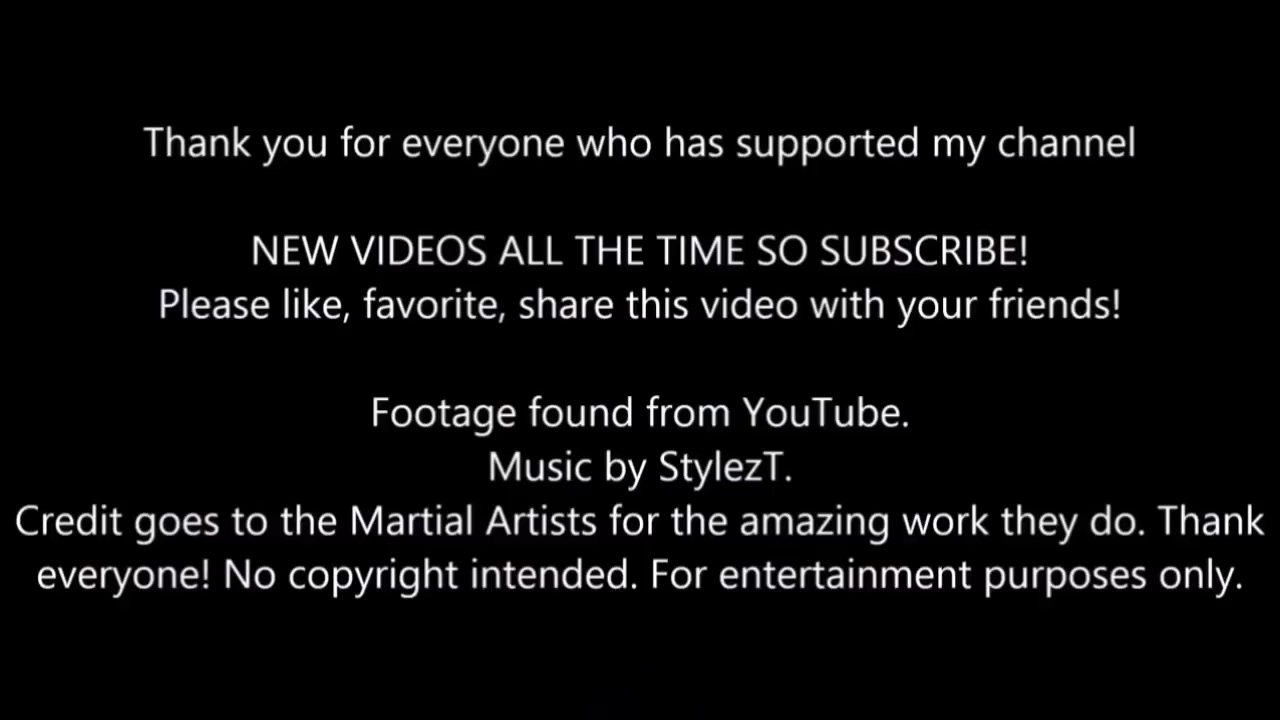 Thank you for everyone who has supported my channel
NEW VIDEOS ALL THE TIME SO SUBSCRIBE!
Please like, favorite, share this video with your friends!
Footage found from YouTube.
Music by StylezT.
Credit goes to the Martial Artists for the amazing work they do. Thank
everyone! No copyright intended. For entertainment purposes only.